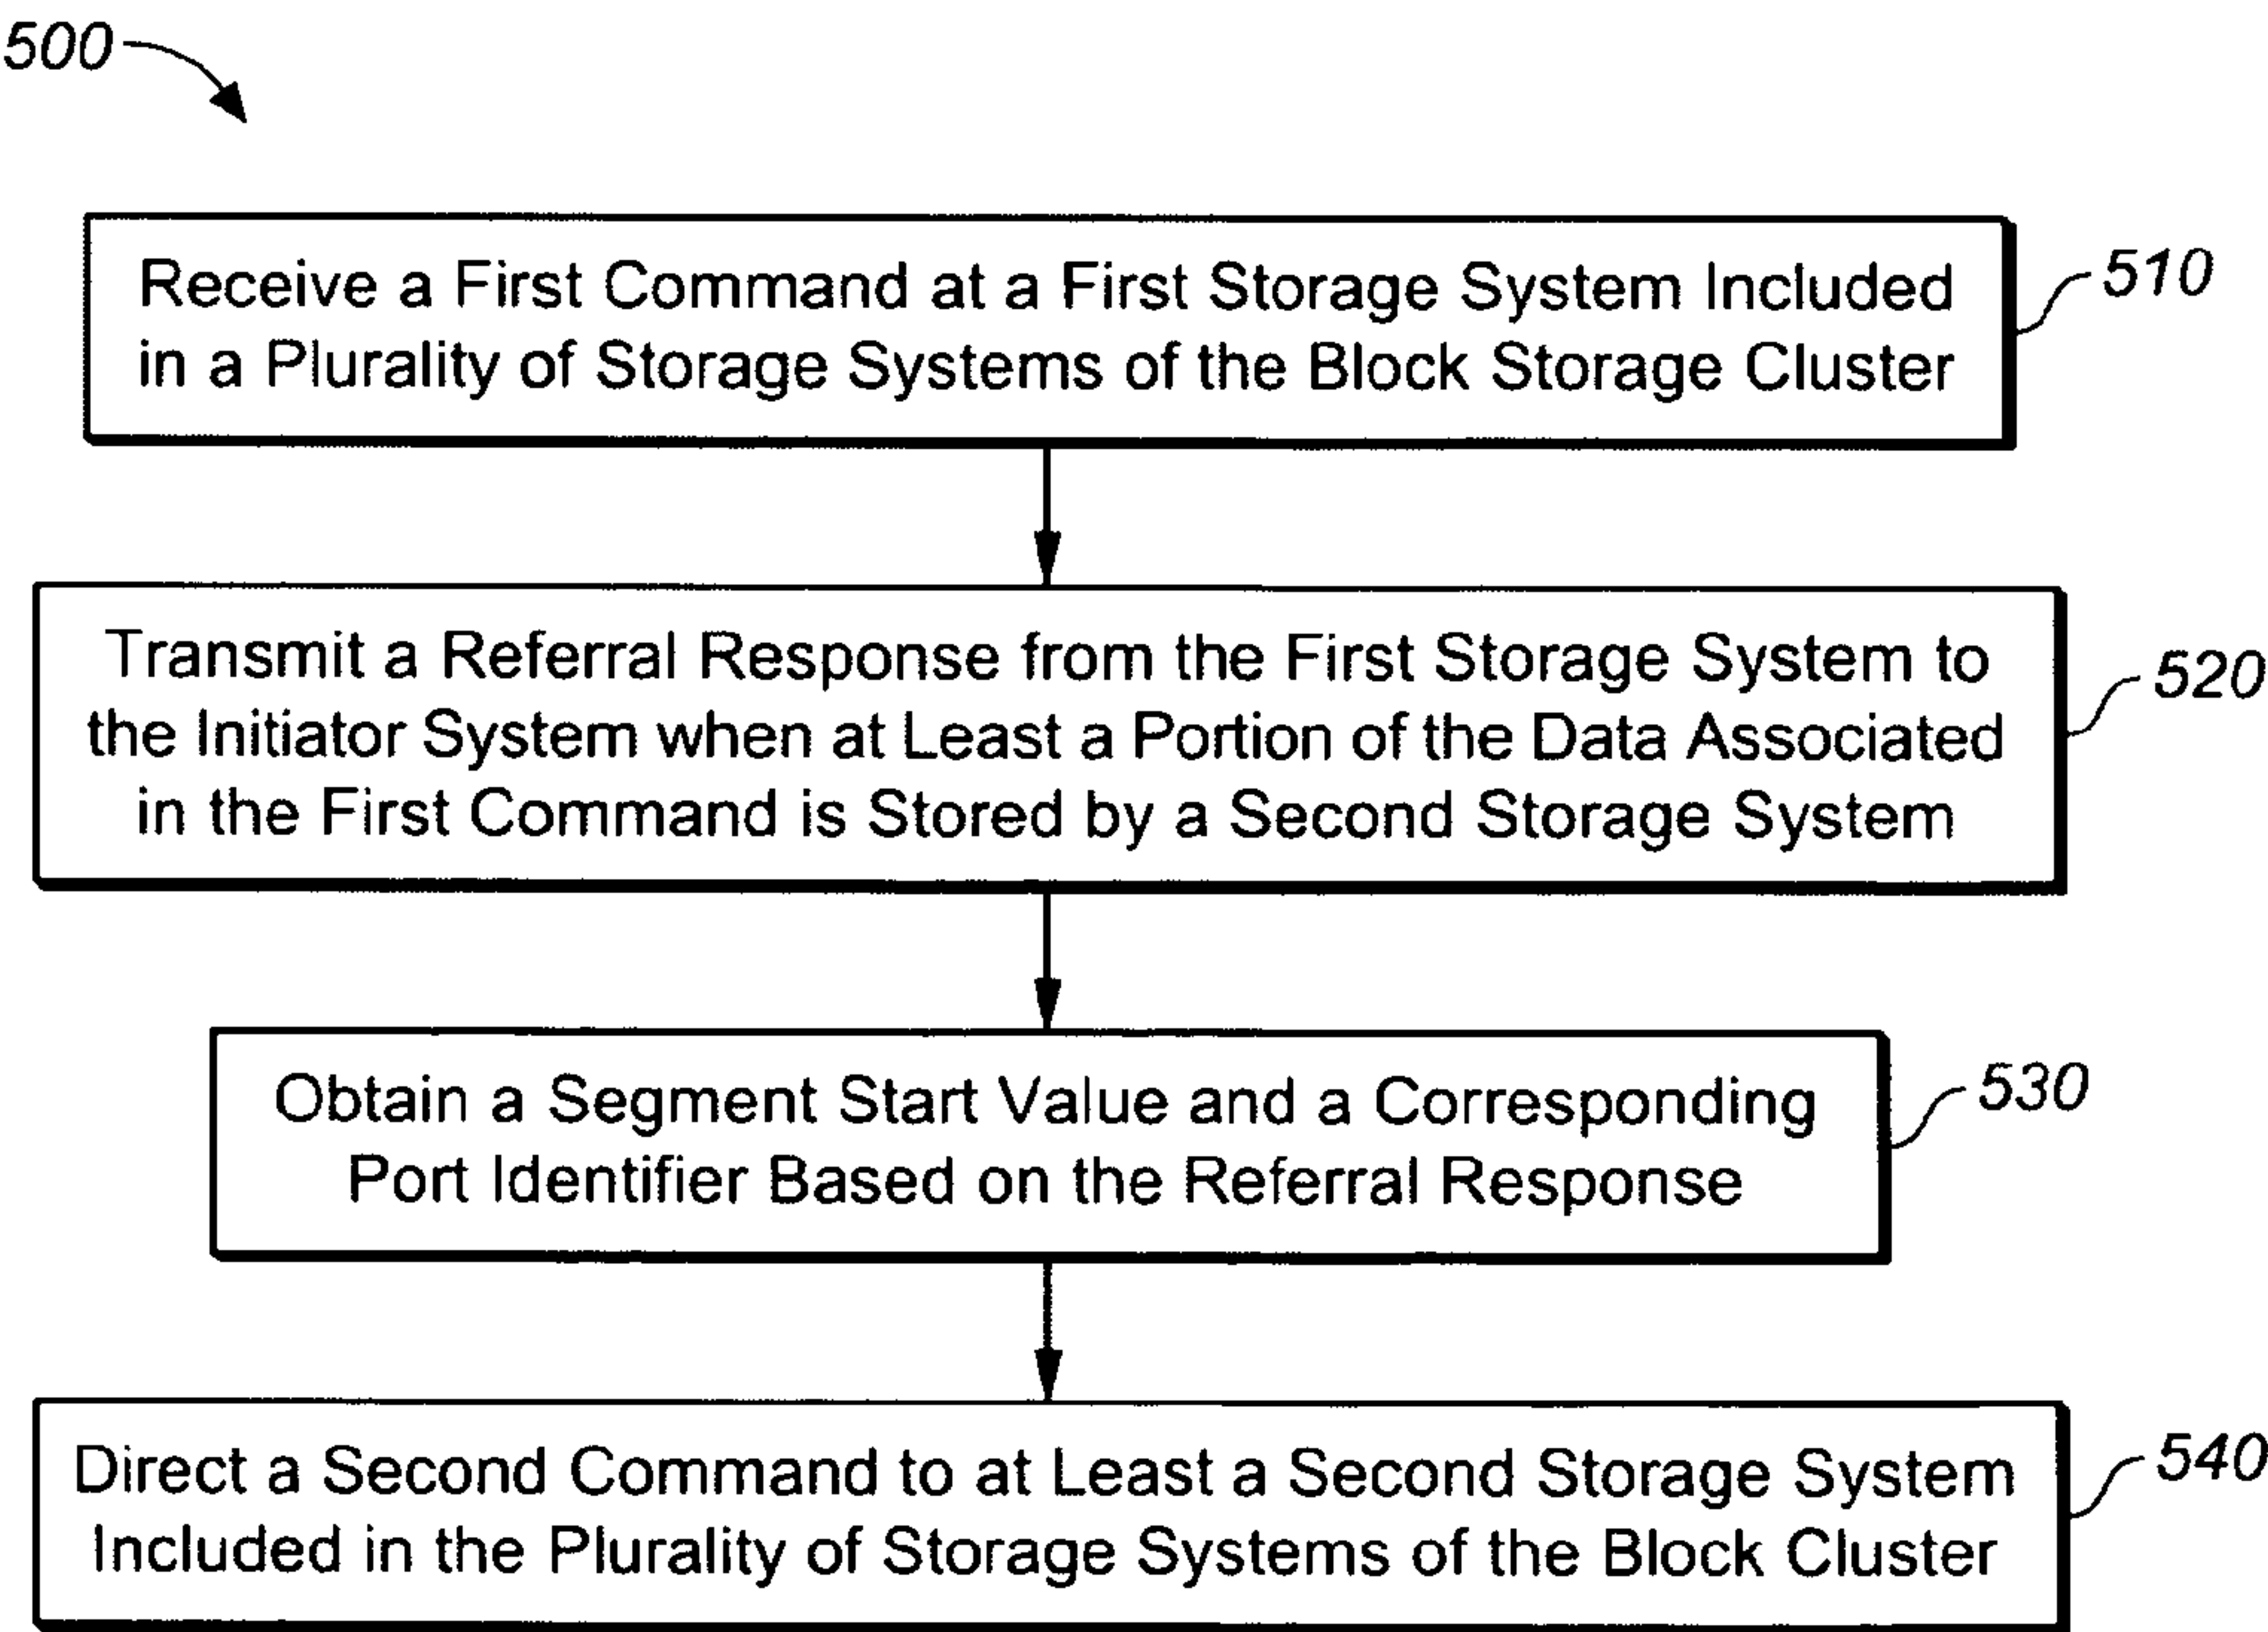 500
Receive a First Command at a First Storage System Included
in a Plurality of Storage Systems of the Block Storage Cluster
510
Transmit a Referral Response from the First Storage System to
the Initiator System when at Least a Portion of the Data Associated
in the First Command is Stored by a Second Storage System
520
Obtain a Segment Start Value and a Corresponding
Port Identifier Based on the Referral Response
530
Direct a Second Command to at Least a Second Storage System
Included in the Plurality of Storage Systems of the Block Cluster
540